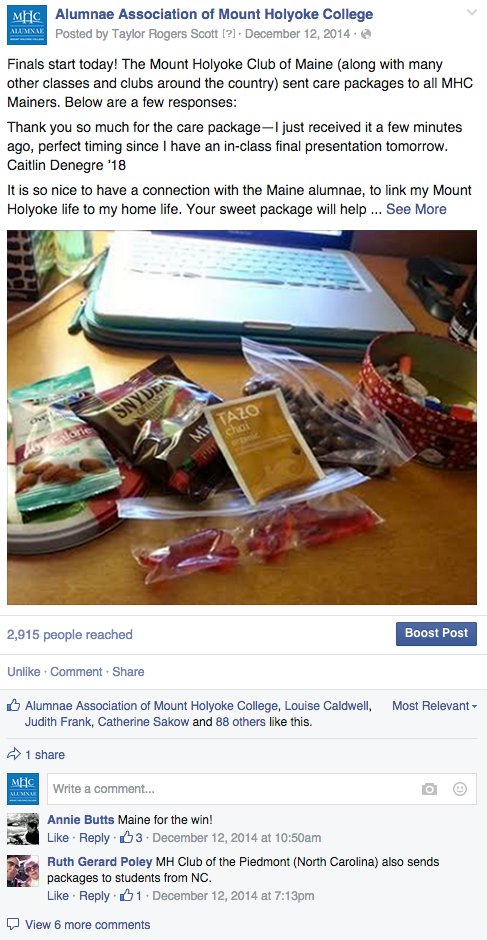 MHC
ALUMNAE
Alumnae Association of Mount Holyoke College
Posted by Taylor Rogers Scott [?] · December 12, 2014 ·
Finals start today! The Mount Holyoke Club of Maine (along with many
other classes and clubs around the country) sent care packages to all MHC
Mainers. Below are a few responses:
Thank you so much for the care package—I just received it a few minutes
ago, perfect timing since I have an in-class final presentation tomorrow.
Caitlin Denegre '18
It is so nice to have a connection with the Maine alumnae, to link my Mount
Holyoke life to my home life. Your sweet package will help ... See More
SNYDER
TAZO
chai
organic
2,915 people reached
Boost Post
Unlike · Comment · Share
Alumnae Association of Mount Holyoke College, Louise Caldwell,
Judith Frank, Catherine Sakow and 88 others like this.
Most Relevant
1 share
MHC
ALUMNAE
Write a comment...
Annie Butts Maine for the win!
Like · Reply · 3 · December 12, 2014 at 10:50am
Ruth Gerard Poley MH Club of the Piedmont (North Carolina) also sends
packages to students from NC.
Like · Reply · 1 · December 12, 2014 at 7:13pm
View 6 more comments